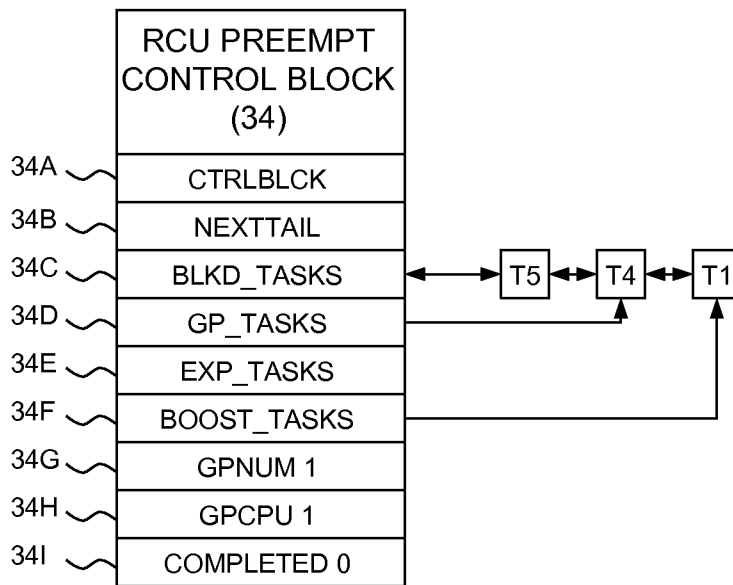 RCU PREEMPT
CONTROL BLOCK
(34)
34A CTRLBLCK
34B NEXTTAIL
34C BLKD_TASKS T5 T4 T1
34D GP_TASKS
34E EXP_TASKS
34F BOOST_TASKS
34G GPNUM 1
34H GPCPU 1
34I COMPLETED 0